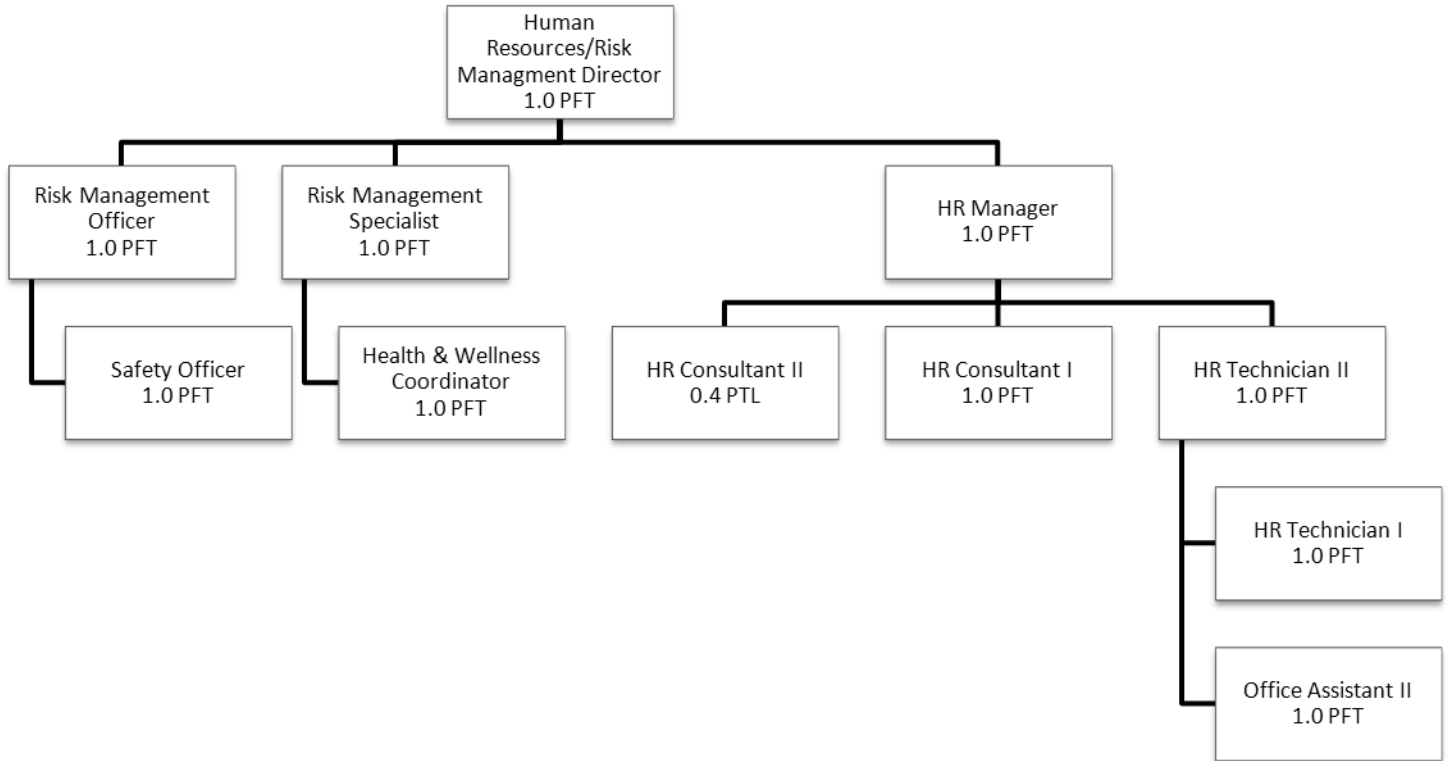 Human
Resources/Risk
Managment Director
1.0 PFT
Risk Management
Officer
1.0 PFT
Risk Management
Specialist
1.0 PFT
HR Manager
1.0 PFT
Safety Officer
1.0 PFT
Health & Wellness
Coordinator
1.0 PFT
HR Consultant II
0.4 PTL
HR Consultant I
1.0 PFT
HR Technician II
1.0 PFT
HR Technician I
1.0 PFT
Office Assistant II
1.0 PFT